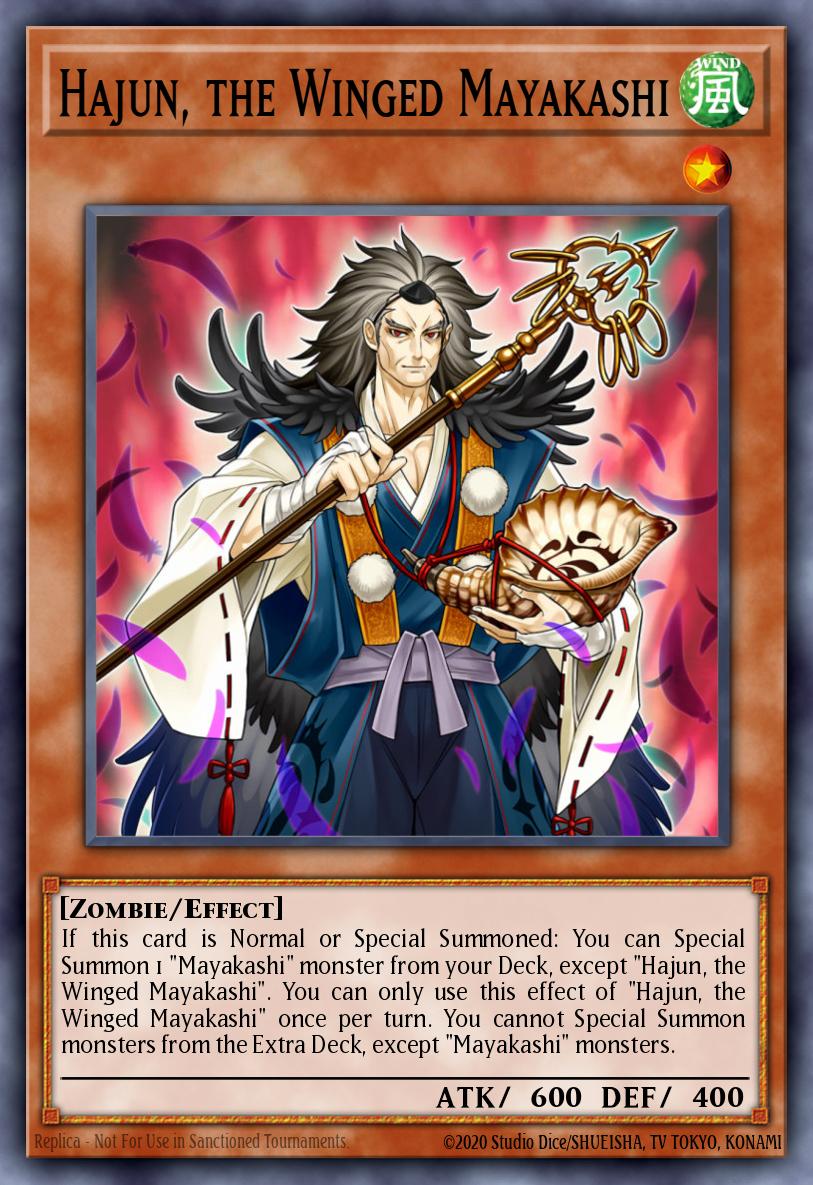 Hajun, the Winged Mayakashi
WIND
風
[Zombie/Effect]
If this card is Normal or Special Summoned: You can Special
Summon 1 "Mayakashi" monster from your Deck, except "Hajun, the
Winged Mayakashi". You can only use this effect of "Hajun, the
Winged Mayakashi" once per turn. You cannot Special Summon
monsters from the Extra Deck, except "Mayakashi" monsters.
ATK/ 600 DEF/ 400
Replica - Not For Use in Sanctioned Tournaments.
©2020 Studio Dice/SHUEISHA, TV TOKYO, KONAMI